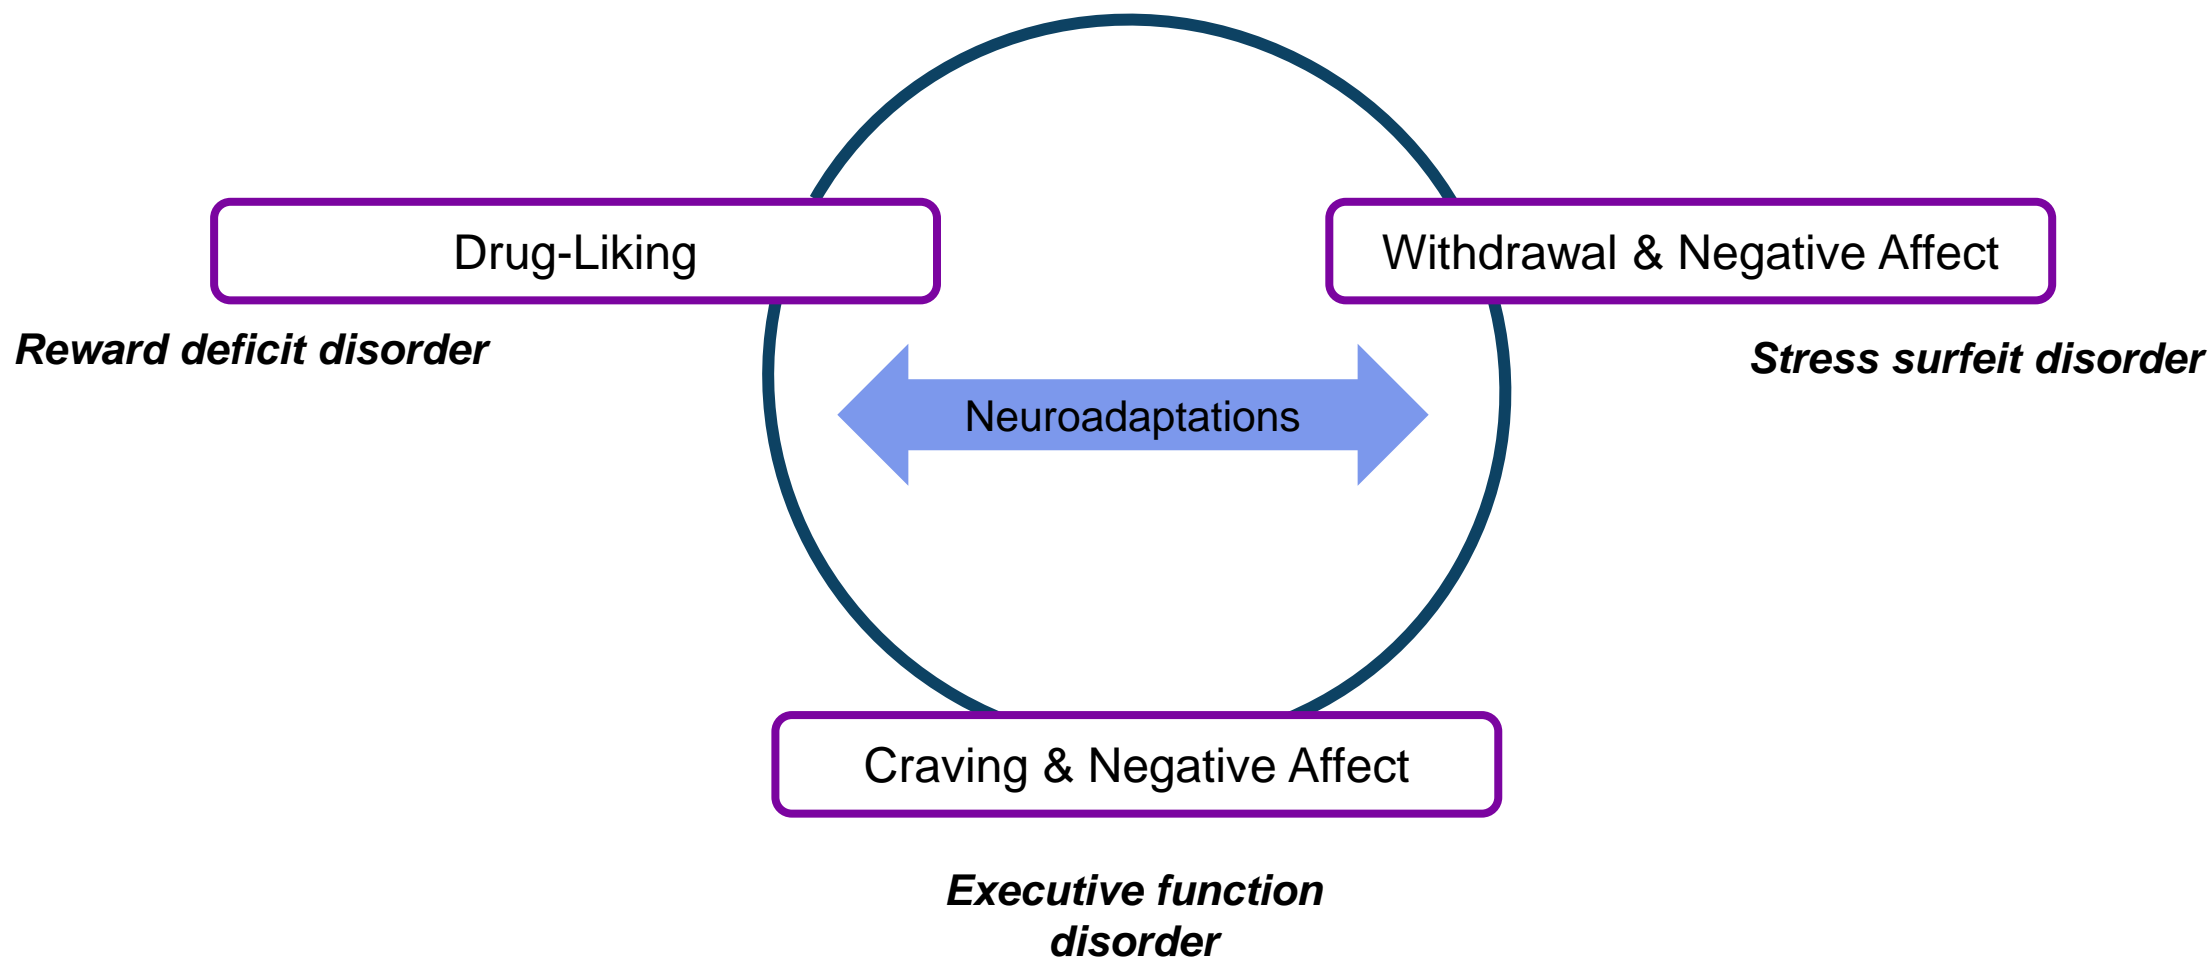 Drug-Liking
Withdrawal & Negative Affect
Reward deficit disorder
Stress surfeit disorder
Neuroadaptations
Craving & Negative Affect
Executive function
disorder